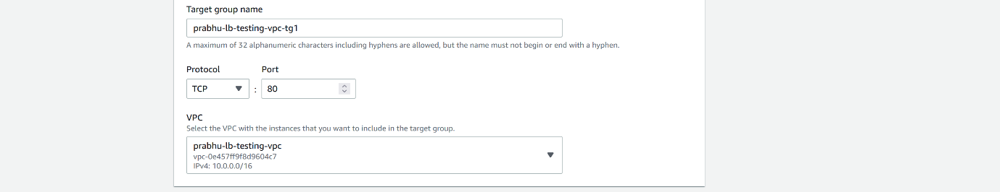 Target group name
prabhu-lb-testing-vpc-tg1
A maximum of 32 alphanumeric characters including hyphens are allowed, but the name must not begin or end with a hyphen.
Protocol Port
TCP : 80
VPC
Select the VPC with the instances that you want to include in the target group.
prabhu-lb-testing-vpc
vpc-0e457ff9f8d9604c7
IPv4: 10.0.0.0/16